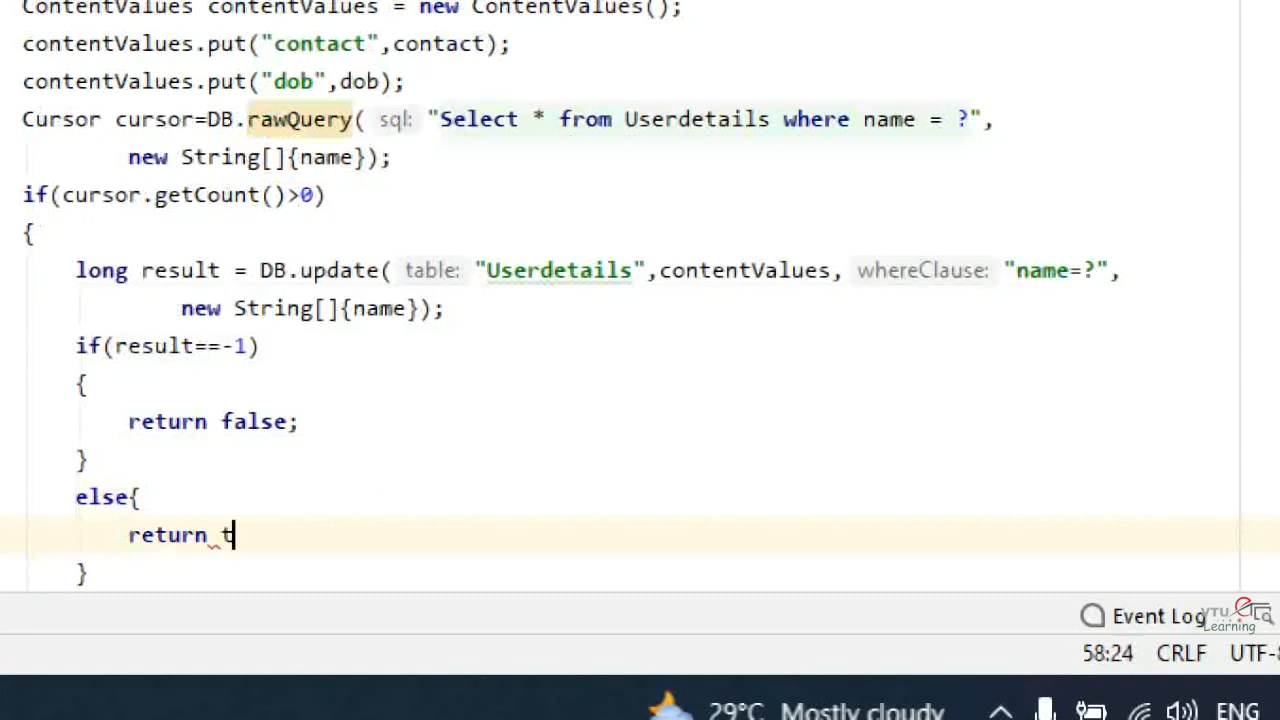 ContentValues contentValues = new ContentValues();
contentValues.put("contact",contact);
contentValues.put("dob",dob);
Cursor cursor=DB.rawQuery( sql: "Select * from Userdetails where name = ?",
new String[]{name});
if(cursor.getCount()>0)
{
long result = DB.update( table: "Userdetails",contentValues, whereClause: "name=?",
new String[]{name});
if(result==-1)
{
return false;
}
else{
return t
}
Event Log
VTU e Learning
58:24 CRLF UTF-8
29°C Mostly cloudy ENG